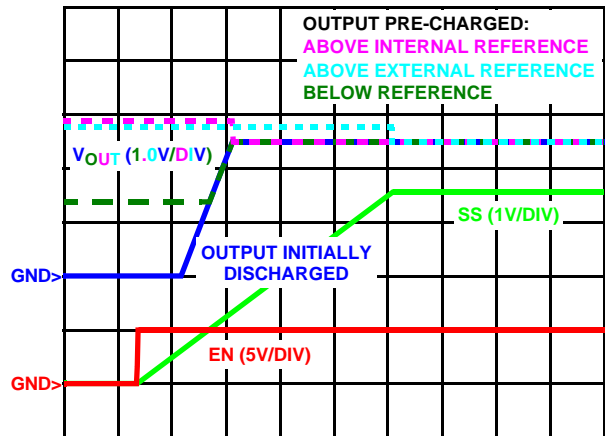 OUTPUT PRE-CHARGED:
ABOVE INTERNAL REFERENCE
ABOVE EXTERNAL REFERENCE
BELOW REFERENCE
VOUT (1.0V/DIV)
SS (1V/DIV)
OUTPUT INITIALLY
DISCHARGED
GND>
EN (5V/DIV)
GND>